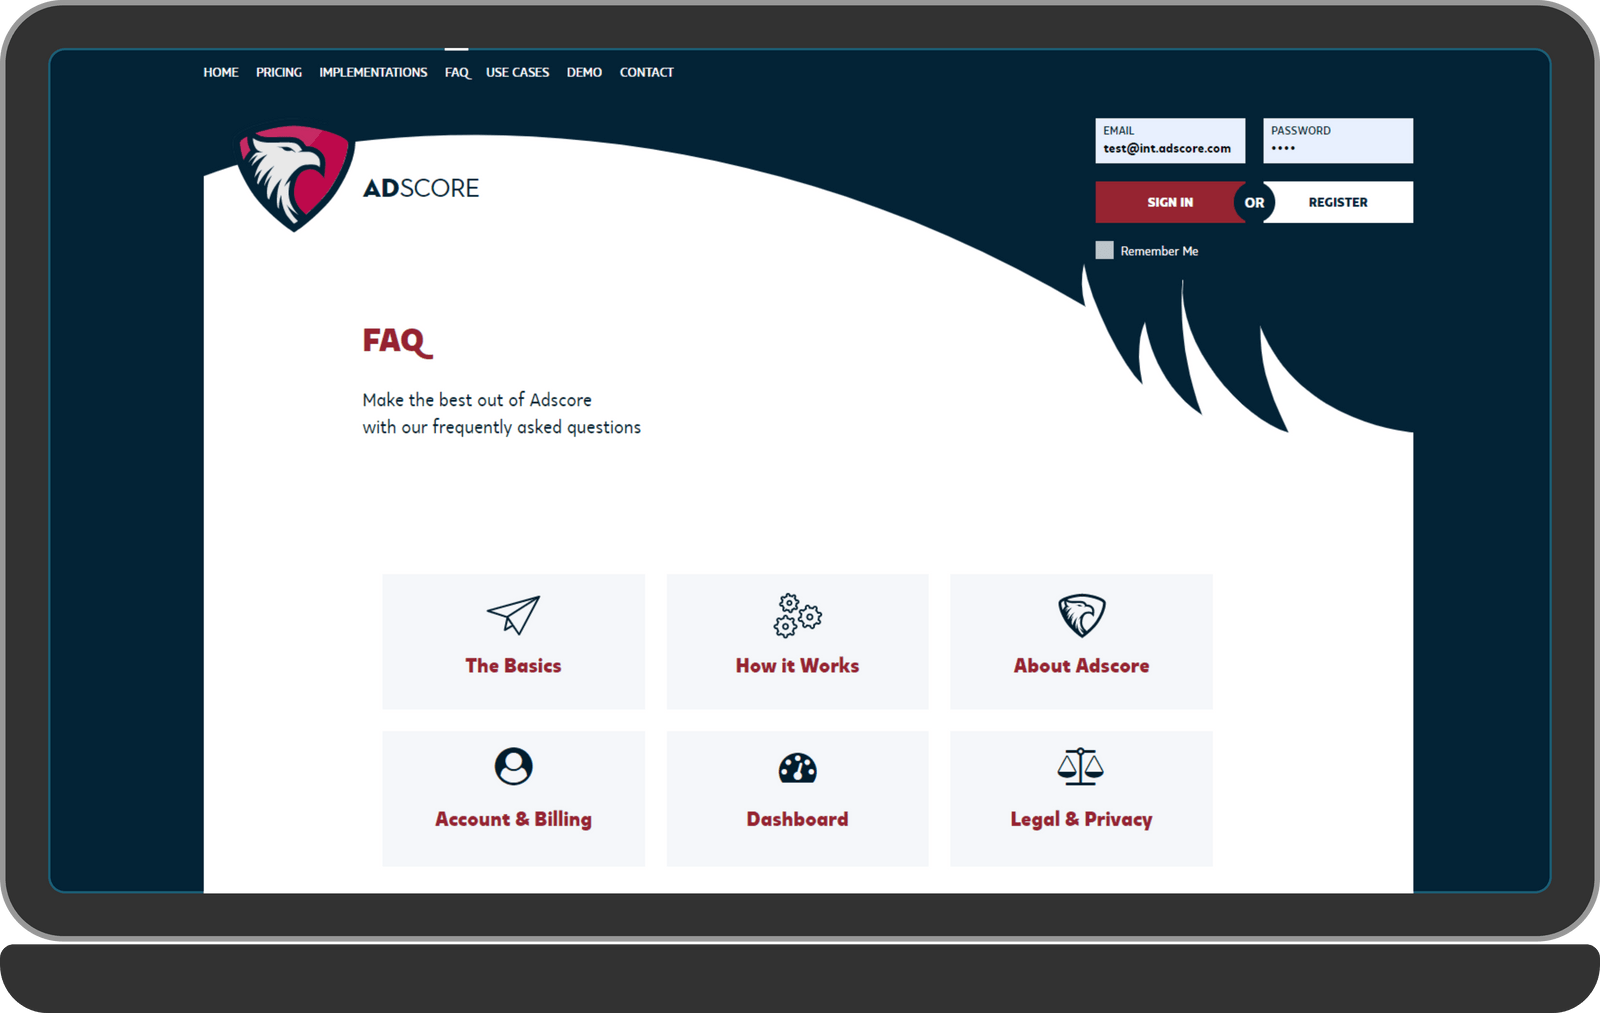 HOME PRICING IMPLEMENTATIONS FAQ USE CASES DEMO CONTACT
EMAIL PASSWORD
test@int.adscore.com ••••
ADSCORE
SIGN IN OR REGISTER
Remember Me
FAQ
Make the best out of Adscore
with our frequently asked questions
The Basics How it Works About Adscore
Account & Billing Dashboard Legal & Privacy